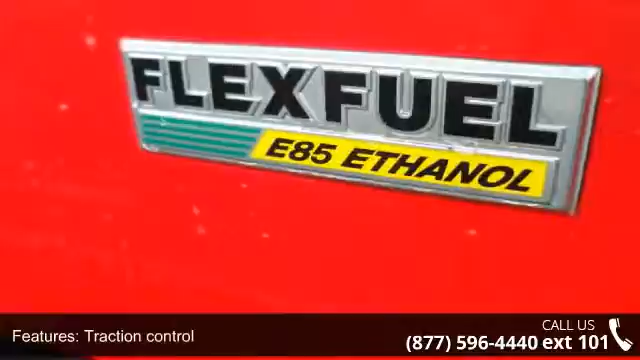 FLEXFUEL
E85 ETHANOL
Features: Traction control
CALL US
(877) 596-4440 ext 101